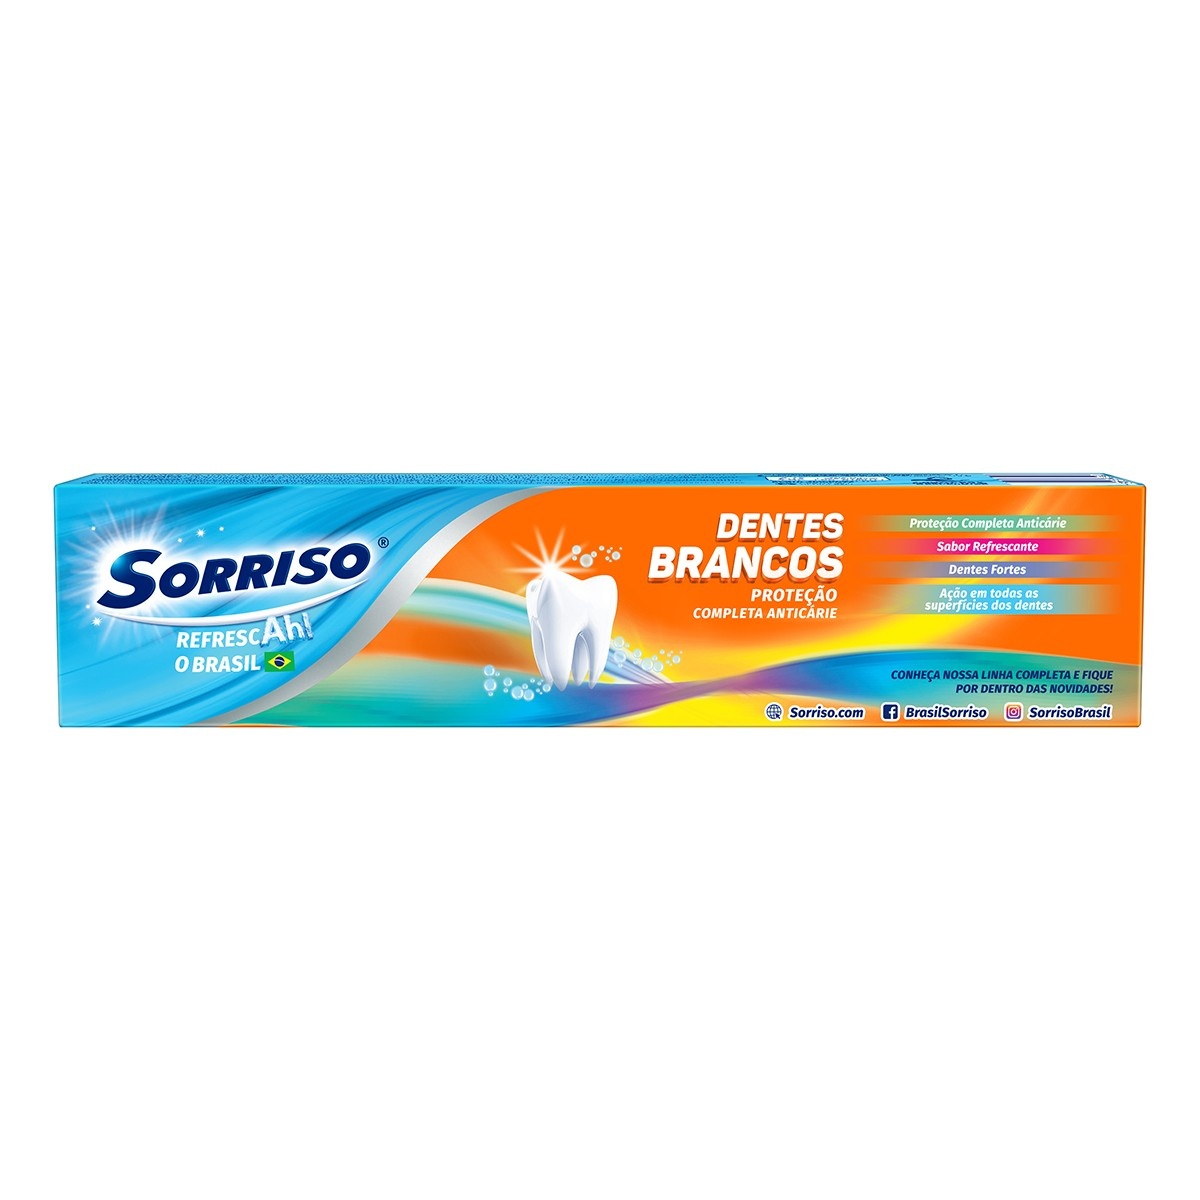 SORRISO®
REFRESCAh!
O BRASIL
DENTES
BRANCOS
PROTEÇÃO
COMPLETA ANTICÁRIE
Proteção Completa Anticárie
Sabor Refrescante
Dentes Fortes
Ação em todas as
superfícies dos dentes
CONHEÇA NOSSA LINHA COMPLETA E FIQUE
POR DENTRO DAS NOVIDADES!
Sorriso.com BrasilSorriso SorrisoBrasil